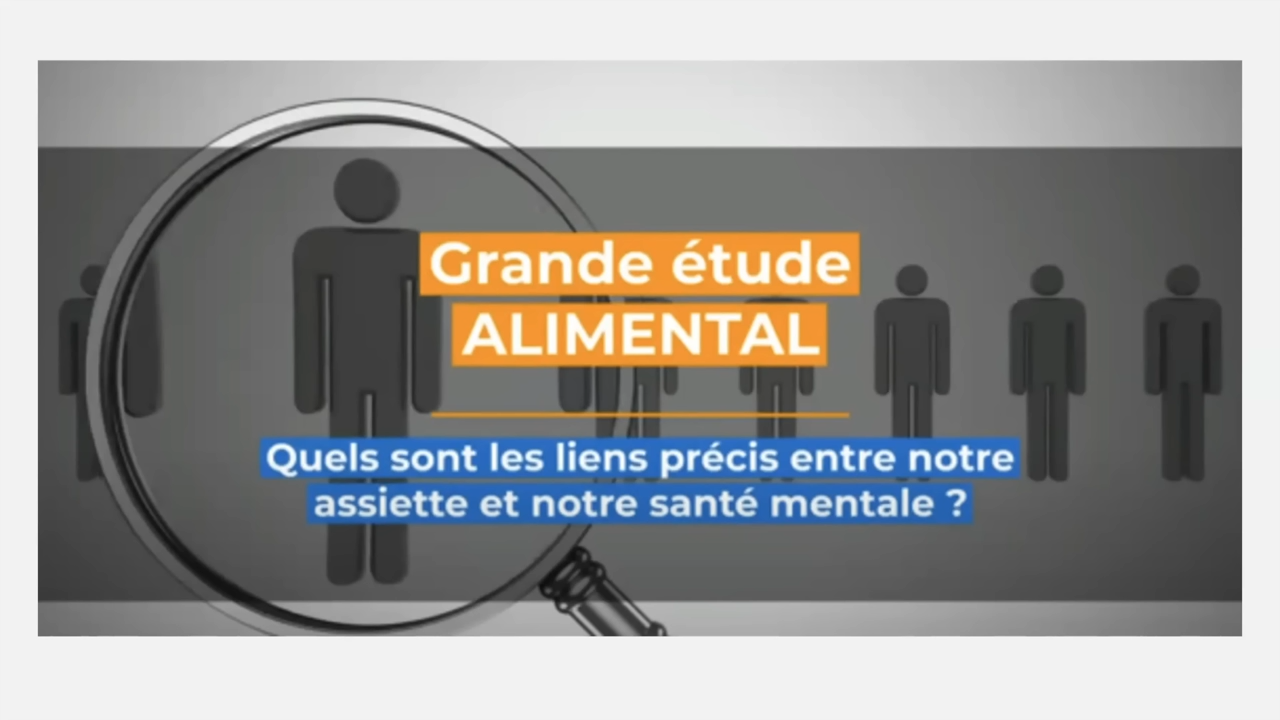 Grande étude
ALIMENTAL
Quels sont les liens précis entre notre
assiette et notre santé mentale ?